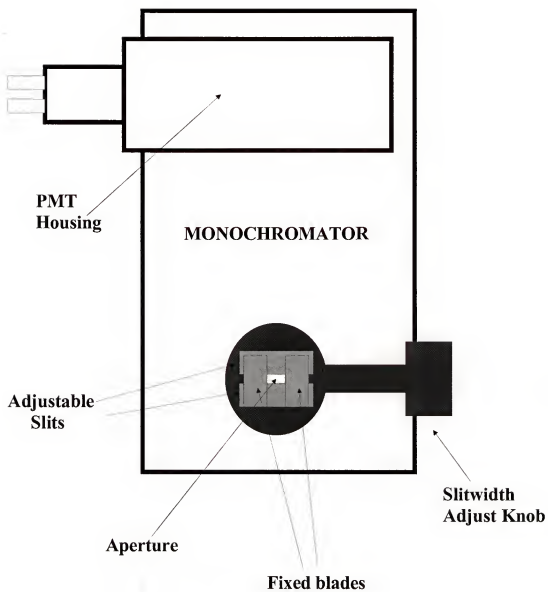 PMT
Housing
MONOCHROMATOR
Adjustable
Slits
Slitwidth
Adjust Knob
Aperture
Fixed blades